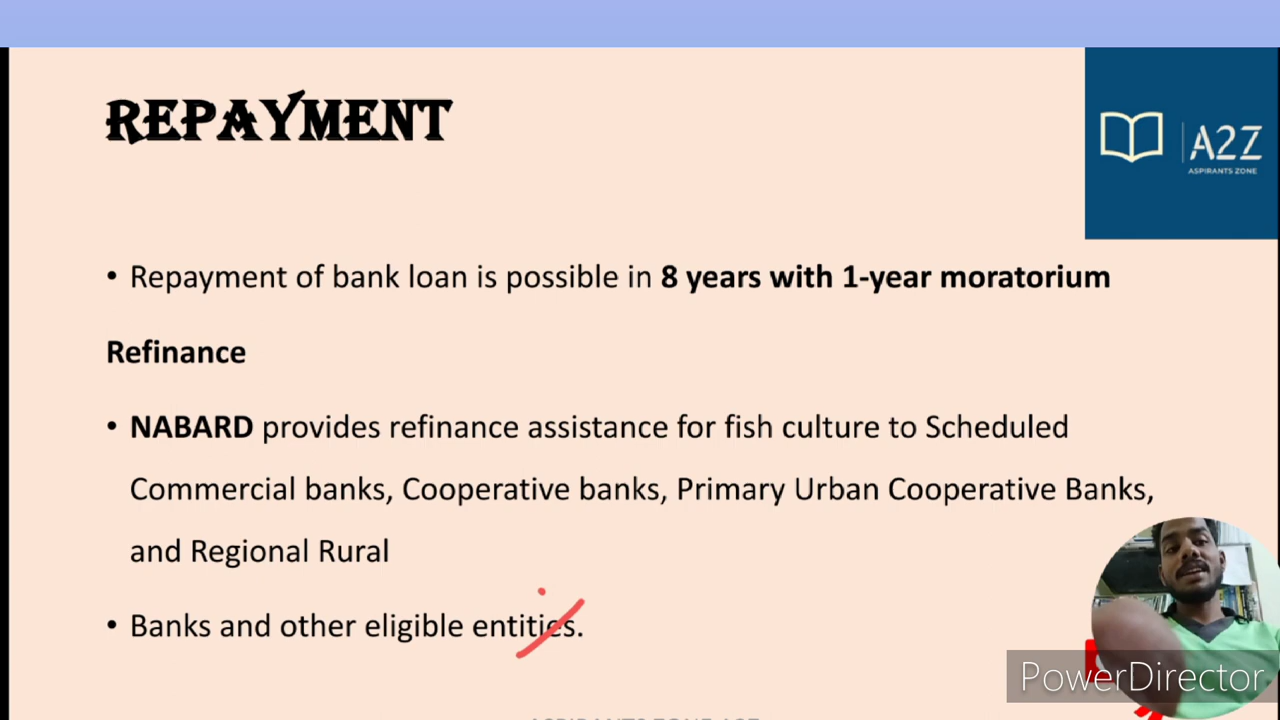 REPAYMENT
A2Z
ASPIRANTS ZONE
• Repayment of bank loan is possible in 8 years with 1-year moratorium
Refinance
• NABARD provides refinance assistance for fish culture to Scheduled
Commercial banks, Cooperative banks, Primary Urban Cooperative Banks,
and Regional Rural
• Banks and other eligible entities.
PowerDirector